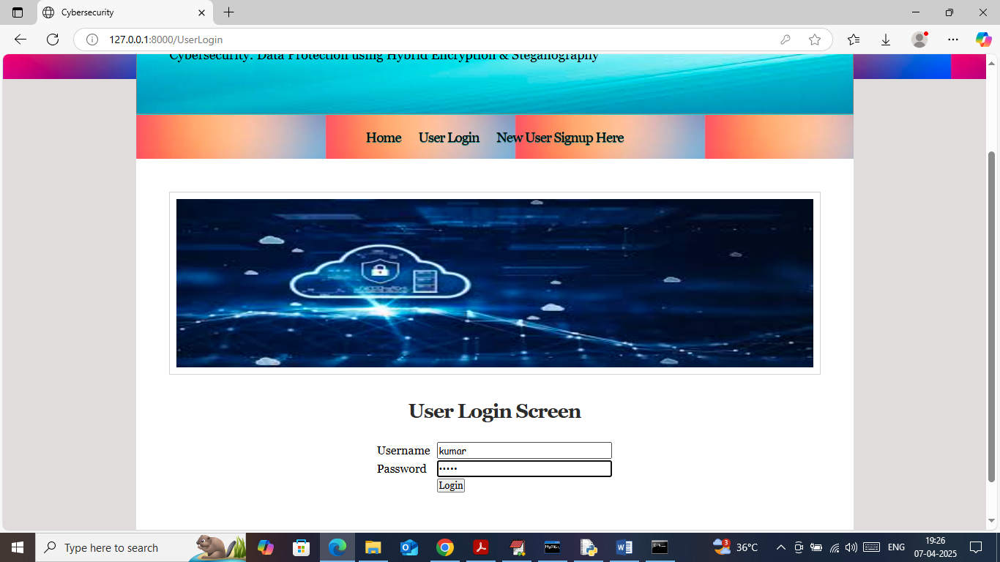 Cybersecurity
127.0.0.1:8000/UserLogin
Cybersecurity: Data Protection using Hybrid Encryption & Steganography
Home User Login New User Signup Here
User Login Screen
Username kumar
Password •••••
Login
Type here to search
MySQL
3
36°C
ENG
19:26
07-04-2025